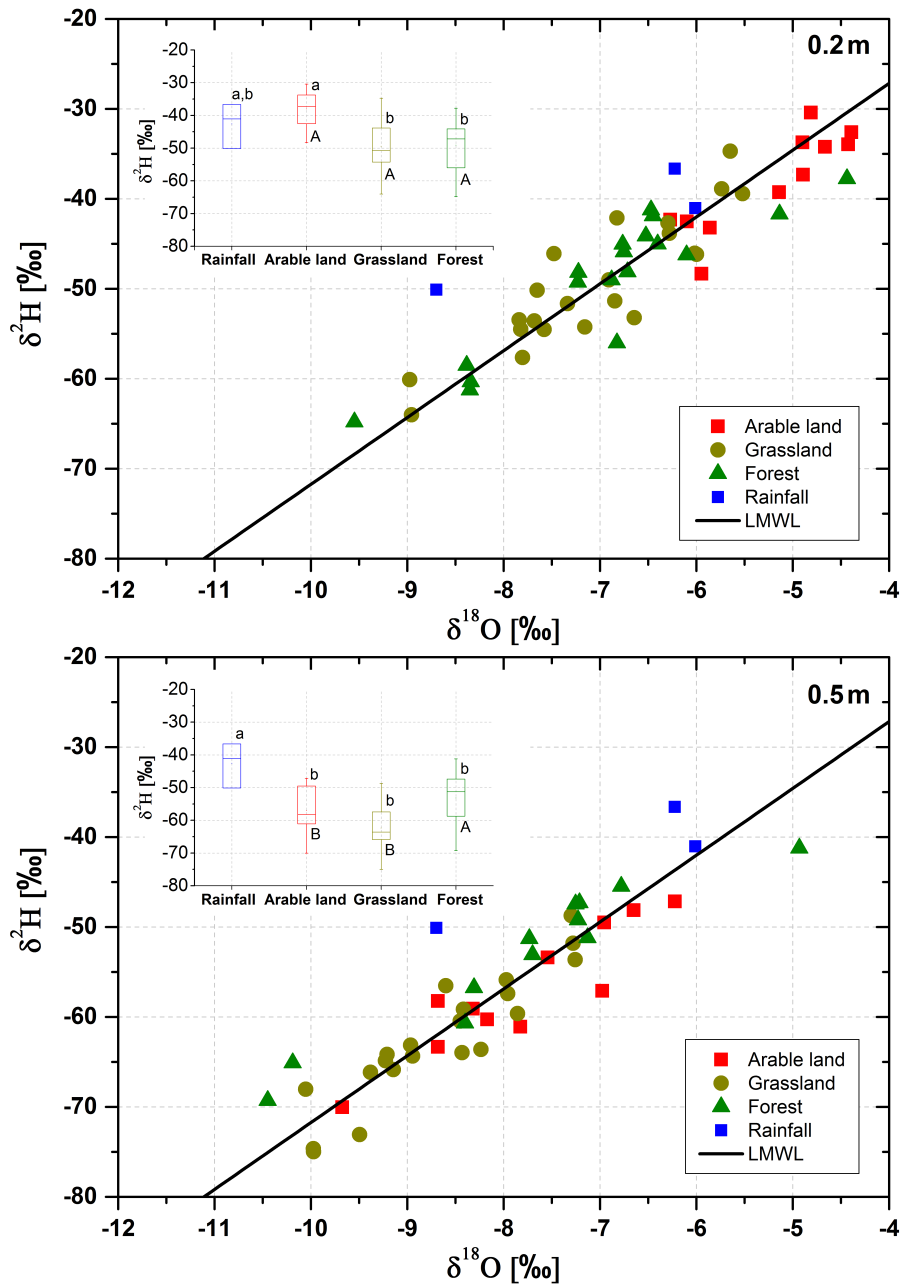 0.2 m
-20
-30
-40
-50
-60
-70
-80
δ²H [‰]
-20
-30
-40
-50
-60
-70
-80
δ²H [‰]
a,b
a
A
b
A
b
A
Rainfall Arable land Grassland Forest
Arable land
Grassland
Forest
Rainfall
LMWL
-12 -11 -10 -9 -8 -7 -6 -5 -4
δ¹⁸O [‰]
0.5 m
-20
-30
-40
-50
-60
-70
-80
δ²H [‰]
-20
-30
-40
-50
-60
-70
-80
δ²H [‰]
a
b
B
b
B
b
A
Rainfall Arable land Grassland Forest
Arable land
Grassland
Forest
Rainfall
LMWL
-12 -11 -10 -9 -8 -7 -6 -5 -4
δ¹⁸O [‰]